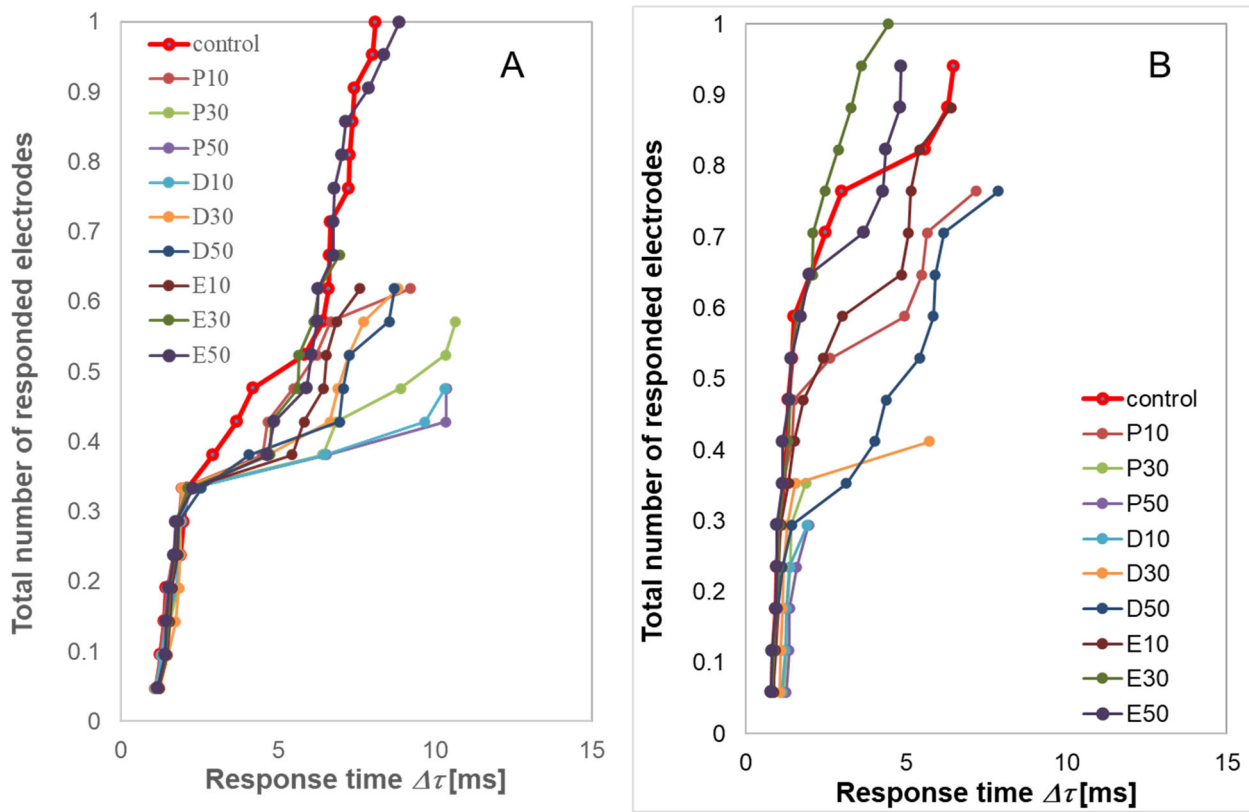 A
control
P10
P30
P50
D10
D30
D50
E10
E30
E50
Total number of responded electrodes
1
0.9
0.8
0.7
0.6
0.5
0.4
0.3
0.2
0.1
0
0
5
10
15
Response time Δτ[ms]
B
Total number of responded electrodes
1
0.9
0.8
0.7
0.6
0.5
0.4
0.3
0.2
0.1
0
control
P10
P30
P50
D10
D30
D50
E10
E30
E50
0
5
10
15
Response time Δτ[ms]